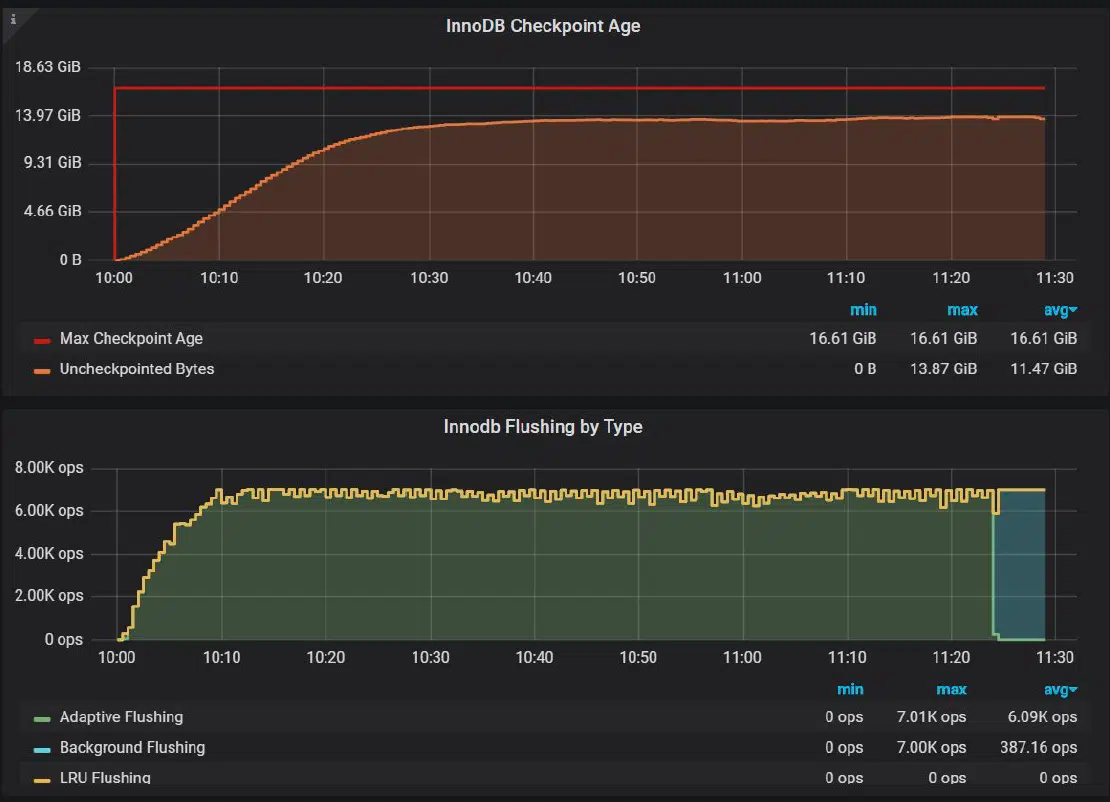 i
InnoDB Checkpoint Age
18.63 GiB
13.97 GiB
9.31 GiB
4.66 GiB
0 B
10:00 10:10 10:20 10:30 10:40 10:50 11:00 11:10 11:20 11:30
min max avg
Max Checkpoint Age 16.61 GiB 16.61 GiB 16.61 GiB
Uncheckpointed Bytes 0 B 13.87 GiB 11.47 GiB
Innodb Flushing by Type
8.00K ops
6.00K ops
4.00K ops
2.00K ops
0 ops
10:00 10:10 10:20 10:30 10:40 10:50 11:00 11:10 11:20 11:30
min max avg
Adaptive Flushing 0 ops 7.01K ops 6.09K ops
Background Flushing 0 ops 7.00K ops 387.16 ops
LRU Flushing 0 ops 0 ops 0 ops